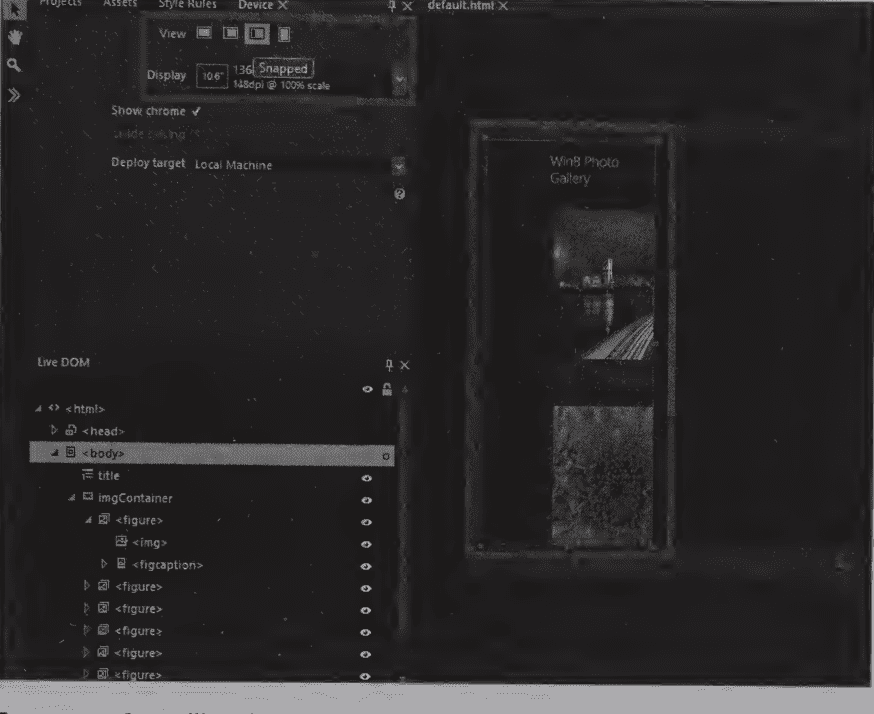 Projects Assets Style Rules Device
default.html
View
Snapped
Display 10.6" 136
148dpi @ 100% scale
Show chrome
Deploy target Local Machine
Win8 Photo
Gallery
Live DOM
<html>
<head>
<body>
title
imgContainer
<figure>
<img>
<figcaption>
<figure>
<figure>
<figure>
<figure>
<figure>